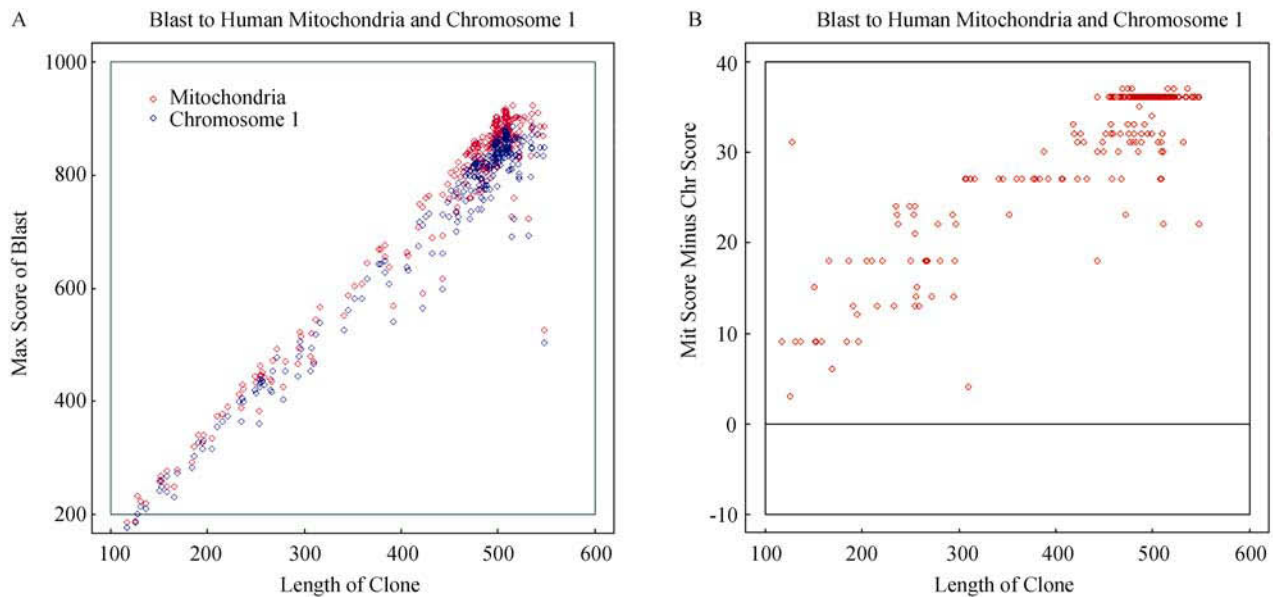 A
Blast to Human Mitochondria and Chromosome 1
1000
800
600
400
200
Max Score of Blast
Mitochondria
Chromosome 1
100 200 300 400 500 600
Length of Clone
B
Blast to Human Mitochondria and Chromosome 1
40
30
20
10
0
-10
Mit Score Minus Chr Score
100 200 300 400 500 600
Length of Clone